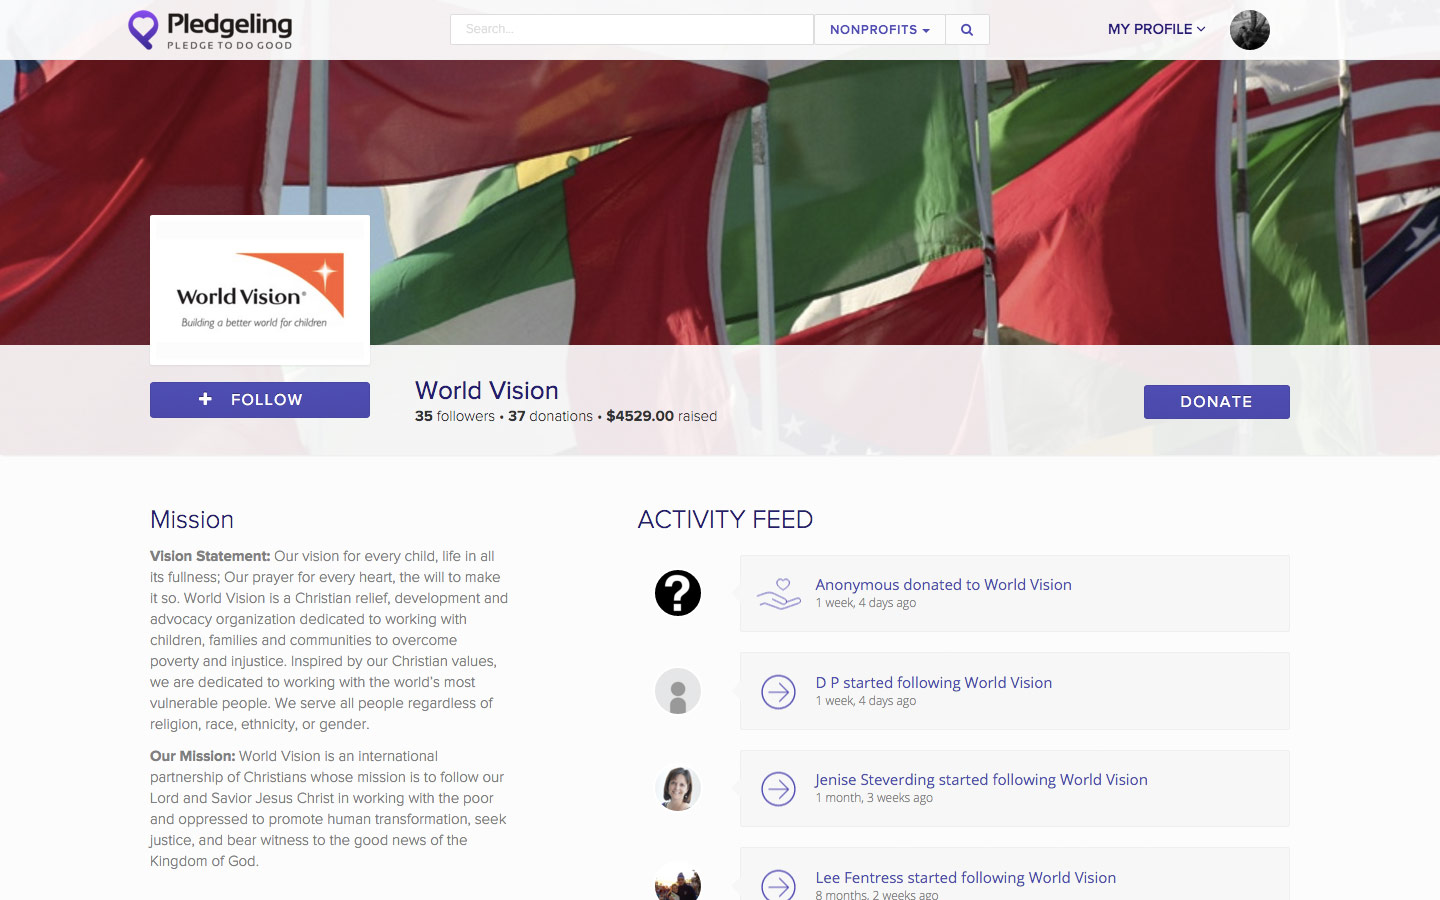 Pledgeling
PLEDGE TO DO GOOD
Search...
NONPROFITS
MY PROFILE
World Vision®
Building a better world for children
+ FOLLOW
World Vision
35 followers • 37 donations • $4529.00 raised
DONATE
Mission
Vision Statement: Our vision for every child, life in all
its fullness; Our prayer for every heart, the will to make
it so. World Vision is a Christian relief, development and
advocacy organization dedicated to working with
children, families and communities to overcome
poverty and injustice. Inspired by our Christian values,
we are dedicated to working with the world's most
vulnerable people. We serve all people regardless of
religion, race, ethnicity, or gender.
Our Mission: World Vision is an international
partnership of Christians whose mission is to follow our
Lord and Savior Jesus Christ in working with the poor
and oppressed to promote human transformation, seek
justice, and bear witness to the good news of the
Kingdom of God.
ACTIVITY FEED
?
Anonymous donated to World Vision
1 week, 4 days ago
D P started following World Vision
1 week, 4 days ago
Jenise Steverding started following World Vision
1 month, 3 weeks ago
Lee Fentress started following World Vision
8 months, 2 weeks ago